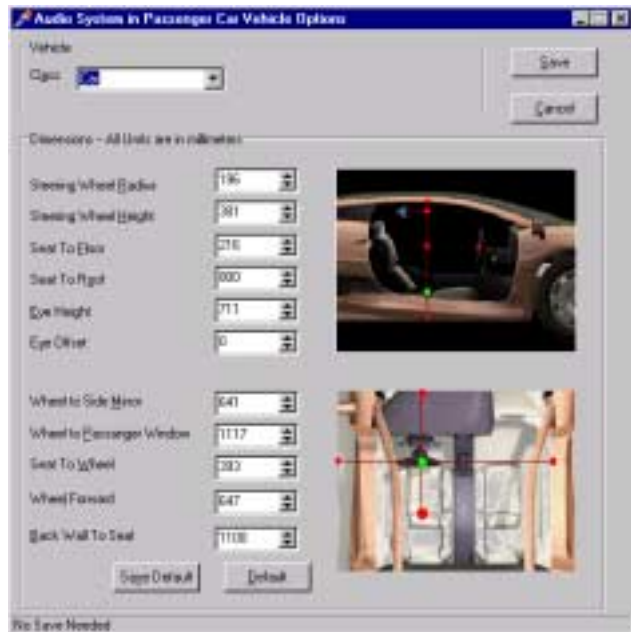 Audio System in Passenger Car Vehicle Options
Vehicle
Class Car
Save
Cancel
Dimensions - All Units are in millimeters
Steering Wheel Radius 196
Steering Wheel Height 381
Seat To Floor 216
Seat To Roof 800
Eye Height 711
Eye Offset 0
Wheel to Side Mirror 641
Wheel to Passenger Window 1117
Seat To Wheel
Wheel Forward 647
Back Wall To Seat
Save Default
Default
No Save Needed